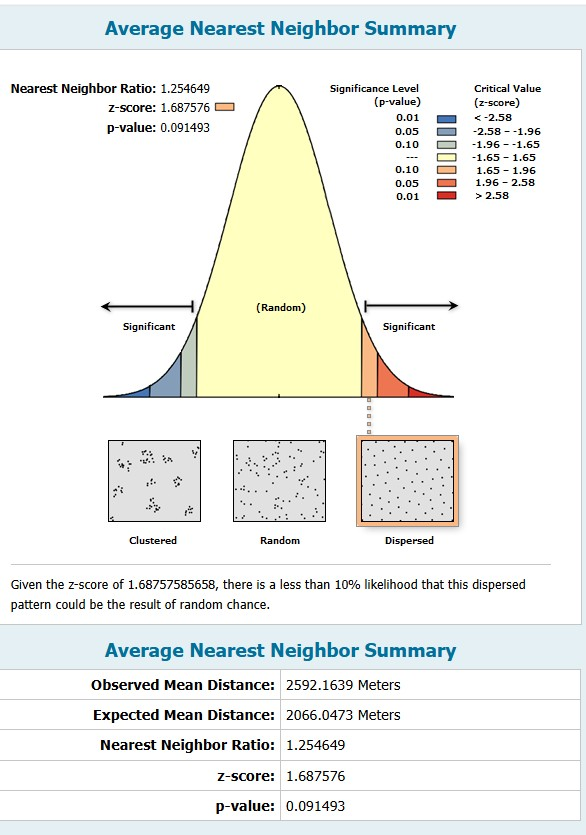 Average Nearest Neighbor Summary
Nearest Neighbor Ratio: 1.254649
z-score: 1.687576
p-value: 0.091493
Significance Level
(p-value)
Critical Value
(z-score)
0.01 < -2.58
0.05 -2.58 – -1.96
0.10 -1.96 – -1.65
--- -1.65 – 1.65
0.10 1.65 – 1.96
0.05 1.96 – 2.58
0.01 > 2.58
(Random)
Significant
Significant
Clustered
Random
Dispersed
Given the z-score of 1.68757585658, there is a less than 10% likelihood that this dispersed
pattern could be the result of random chance.
Average Nearest Neighbor Summary
Observed Mean Distance: 2592.1639 Meters
Expected Mean Distance: 2066.0473 Meters
Nearest Neighbor Ratio: 1.254649
z-score: 1.687576
p-value: 0.091493